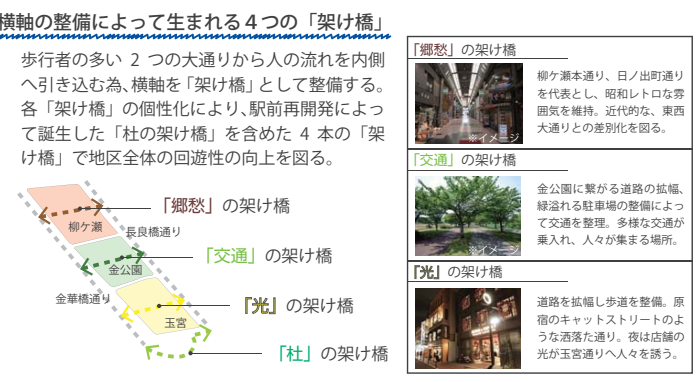 横軸の整備によって生まれる４つの「架け橋」
歩行者の多い 2 つの大通りから人の流れを内側
へ引き込む為、横軸を「架け橋」として整備する。
各「架け橋」の個性化により、駅前再開発によっ
て誕生した「杜の架け橋」を含めた 4 本の「架
け橋」で地区全体の回遊性の向上を図る。
「郷愁」の架け橋
柳ケ瀬
長良橋通り
「交通」の架け橋
金公園
金華橋通り
「光」の架け橋
玉宮
「杜」の架け橋
「郷愁」の架け橋
柳ケ瀬本通り、日ノ出町通り
を代表とし、昭和レトロな雰
囲気を維持。近代的な、東西
大通りとの差別化を図る。
※イメージ
「交通」の架け橋
金公園に繋がる道路の拡幅、
緑溢れる駐車場の整備によっ
て交通を整理。多様な交通が
乗入れ、人々が集まる場所。
※イメージ
「光」の架け橋
道路を拡幅し歩道を整備。原
宿のキャットストリートのよ
うな洒落た通り。夜は店舗の
光が玉宮通りへ人々を誘う。